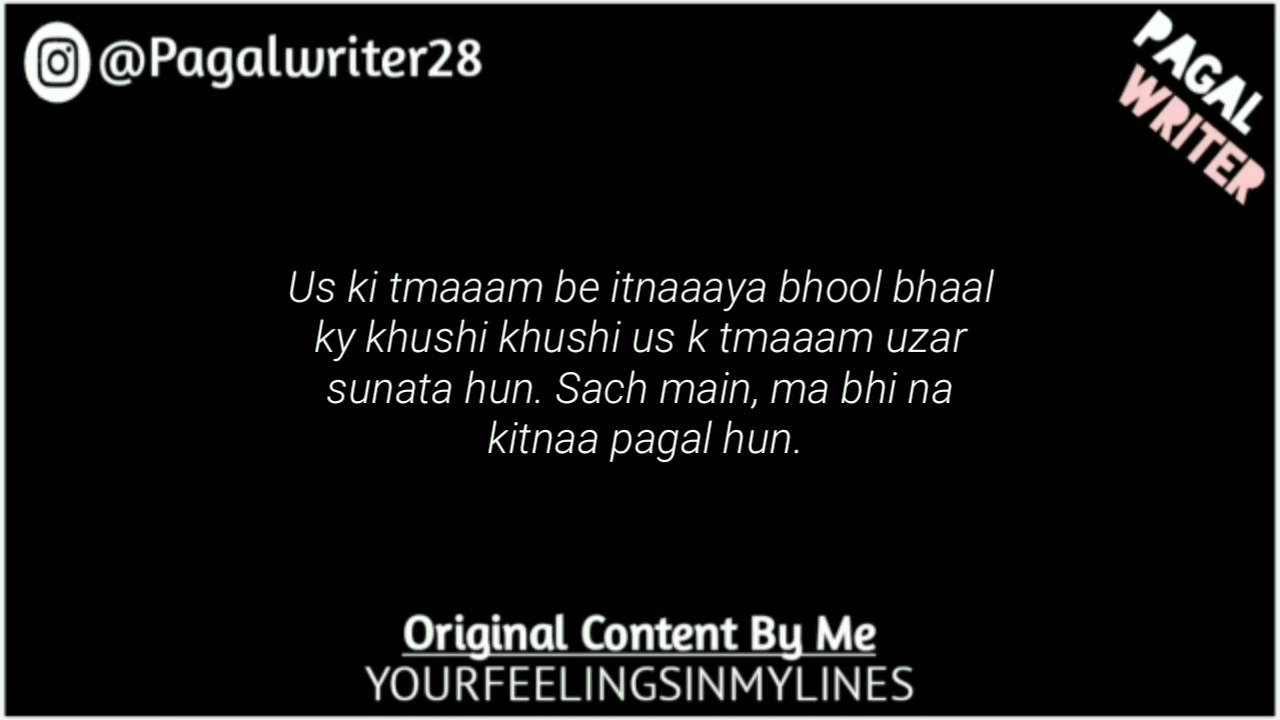 @Pagalwriter28
PAGAL
WRITER
Us ki tmaaam be itnaaaya bhool bhaal
ky khushi khushi us k tmaaam uzar
sunata hun. Sach main, ma bhi na
kitnaa pagal hun.
Original Content By Me
YOURFEELINGSINMYLINES